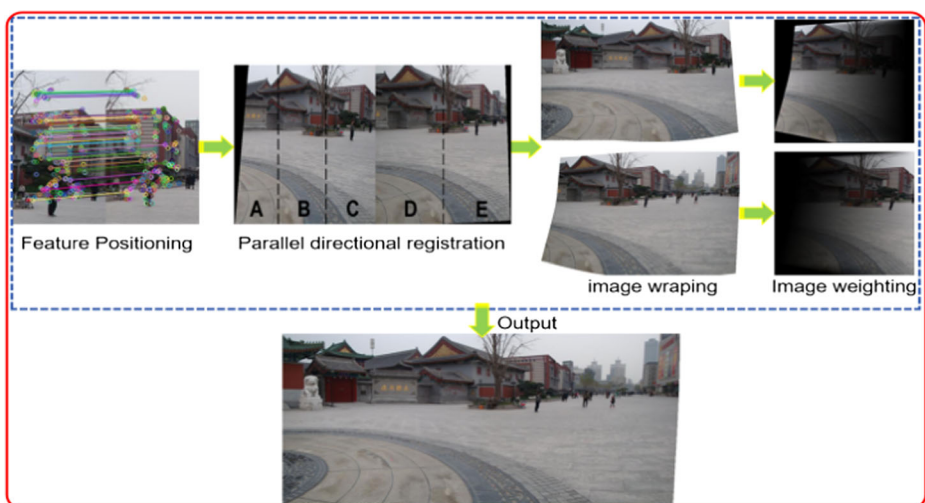 Feature Positioning
A B C D E
Parallel directional registration
image wraping
Image weighting
Output